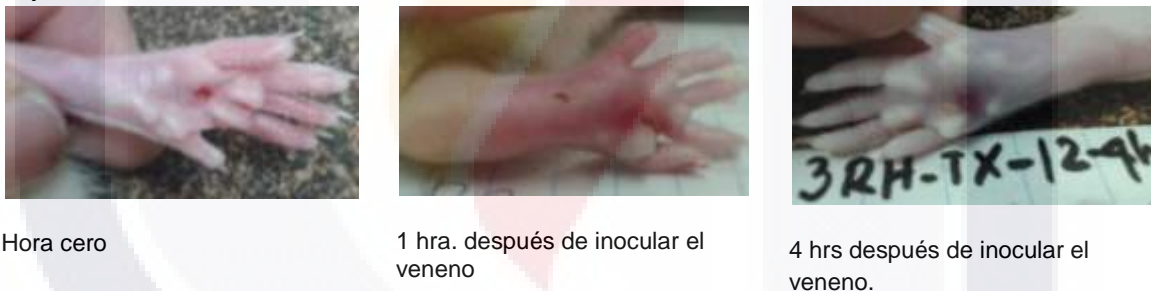 3RH-TX-12-4h
Hora cero
1 hra. después de inocular el
veneno
4 hrs después de inocular el
veneno.